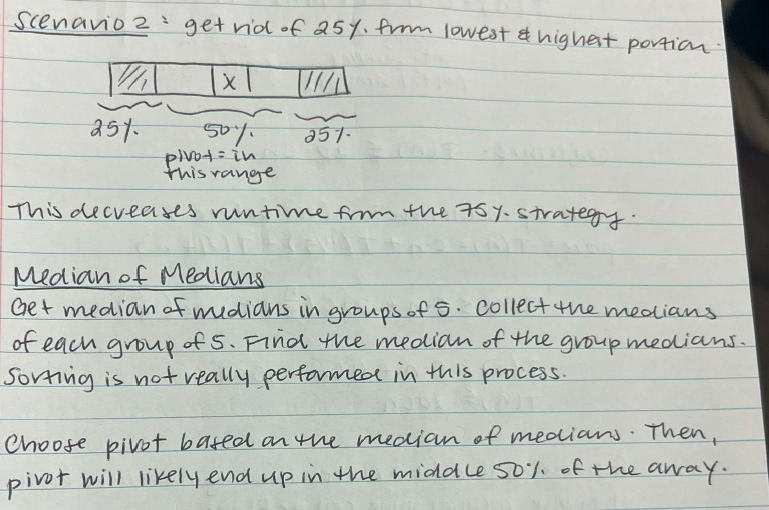 Scenario 2: get rid of 25% from lowest & highest portion.
X
25% 50% 25%
pivot = in
this range
This decreases runtime from the 75% strategy.
Median of Medians
Get median of medians in groups of 5. Collect the medians
of each group of 5. Find the median of the group medians.
Sorting is not really performed in this process.
Choose pivot based on the median of medians. Then,
pivot will likely end up in the middle 50% of the array.